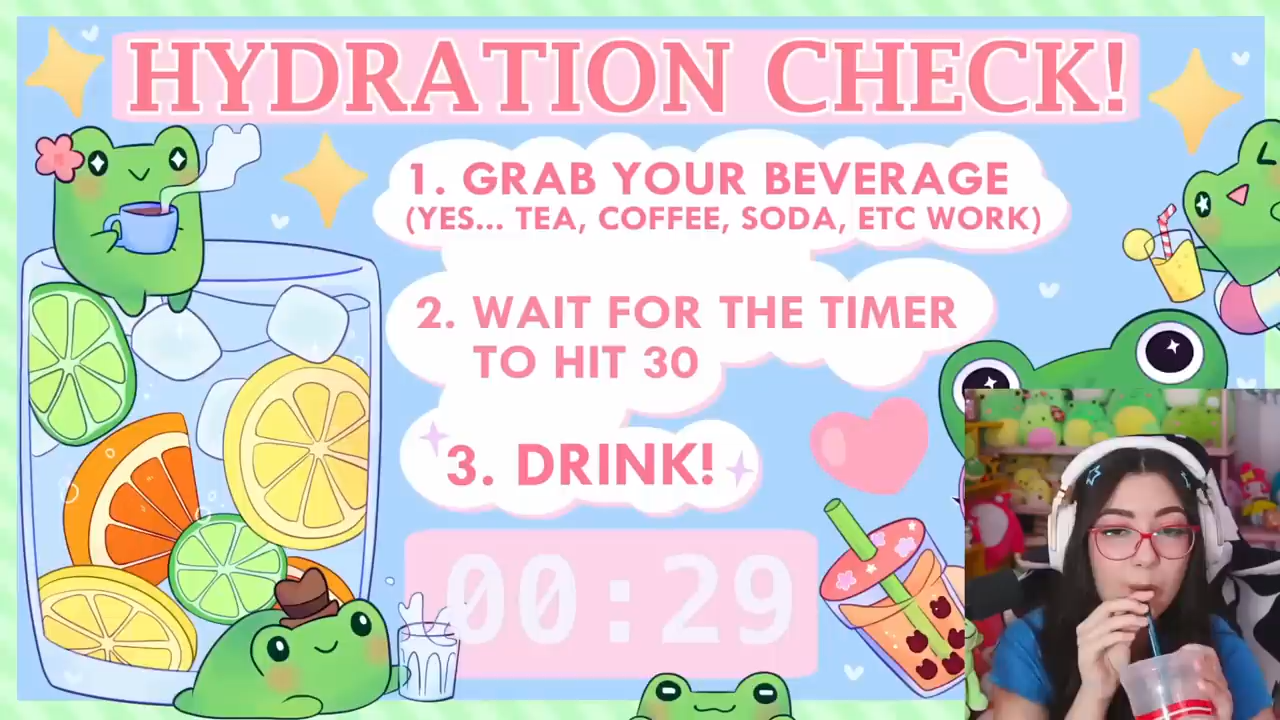 HYDRATION CHECK!
1. GRAB YOUR BEVERAGE
(YES... TEA, COFFEE, SODA, ETC WORK)
2. WAIT FOR THE TIMER
TO HIT 30
3. DRINK!
00:29